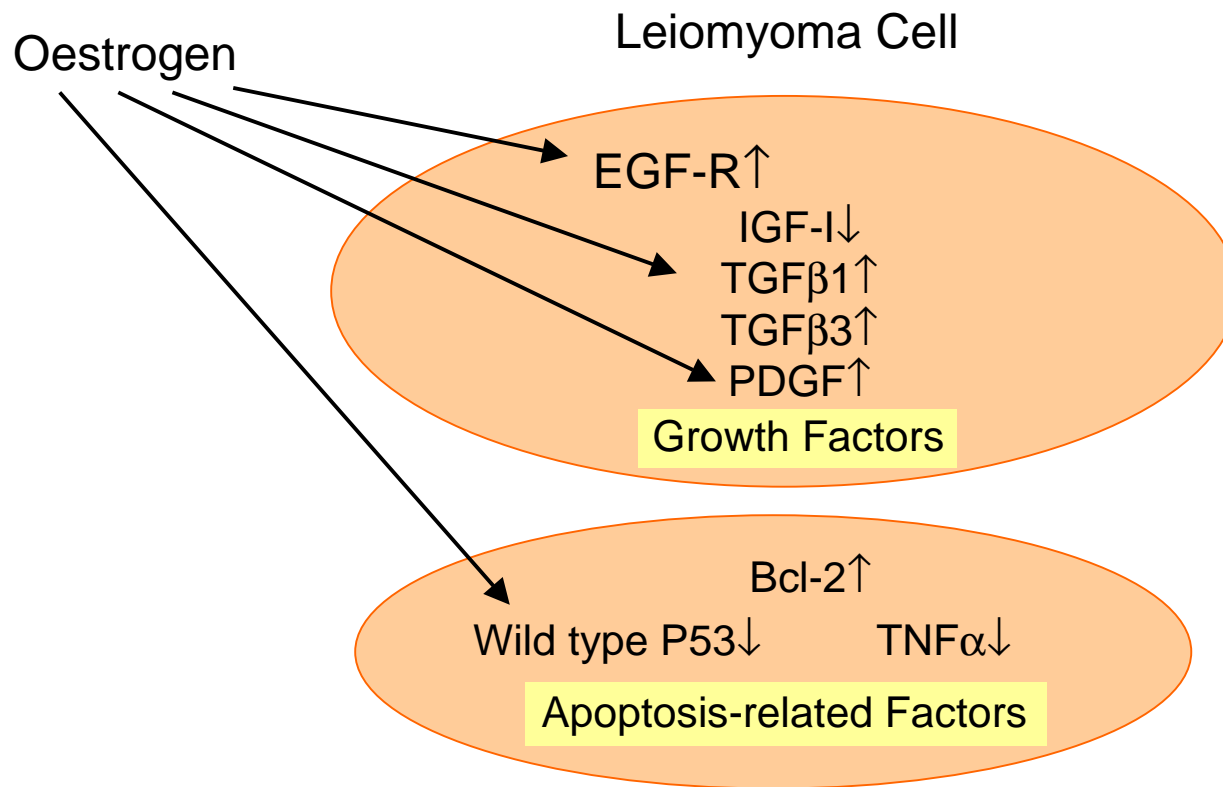 Leiomyoma Cell
Oestrogen
EGF-R↑
IGF-I↓
TGFβ1↑
TGFβ3↑
PDGF↑
Growth Factors
Bcl-2↑
Wild type P53↓ TNFα↓
Apoptosis-related Factors